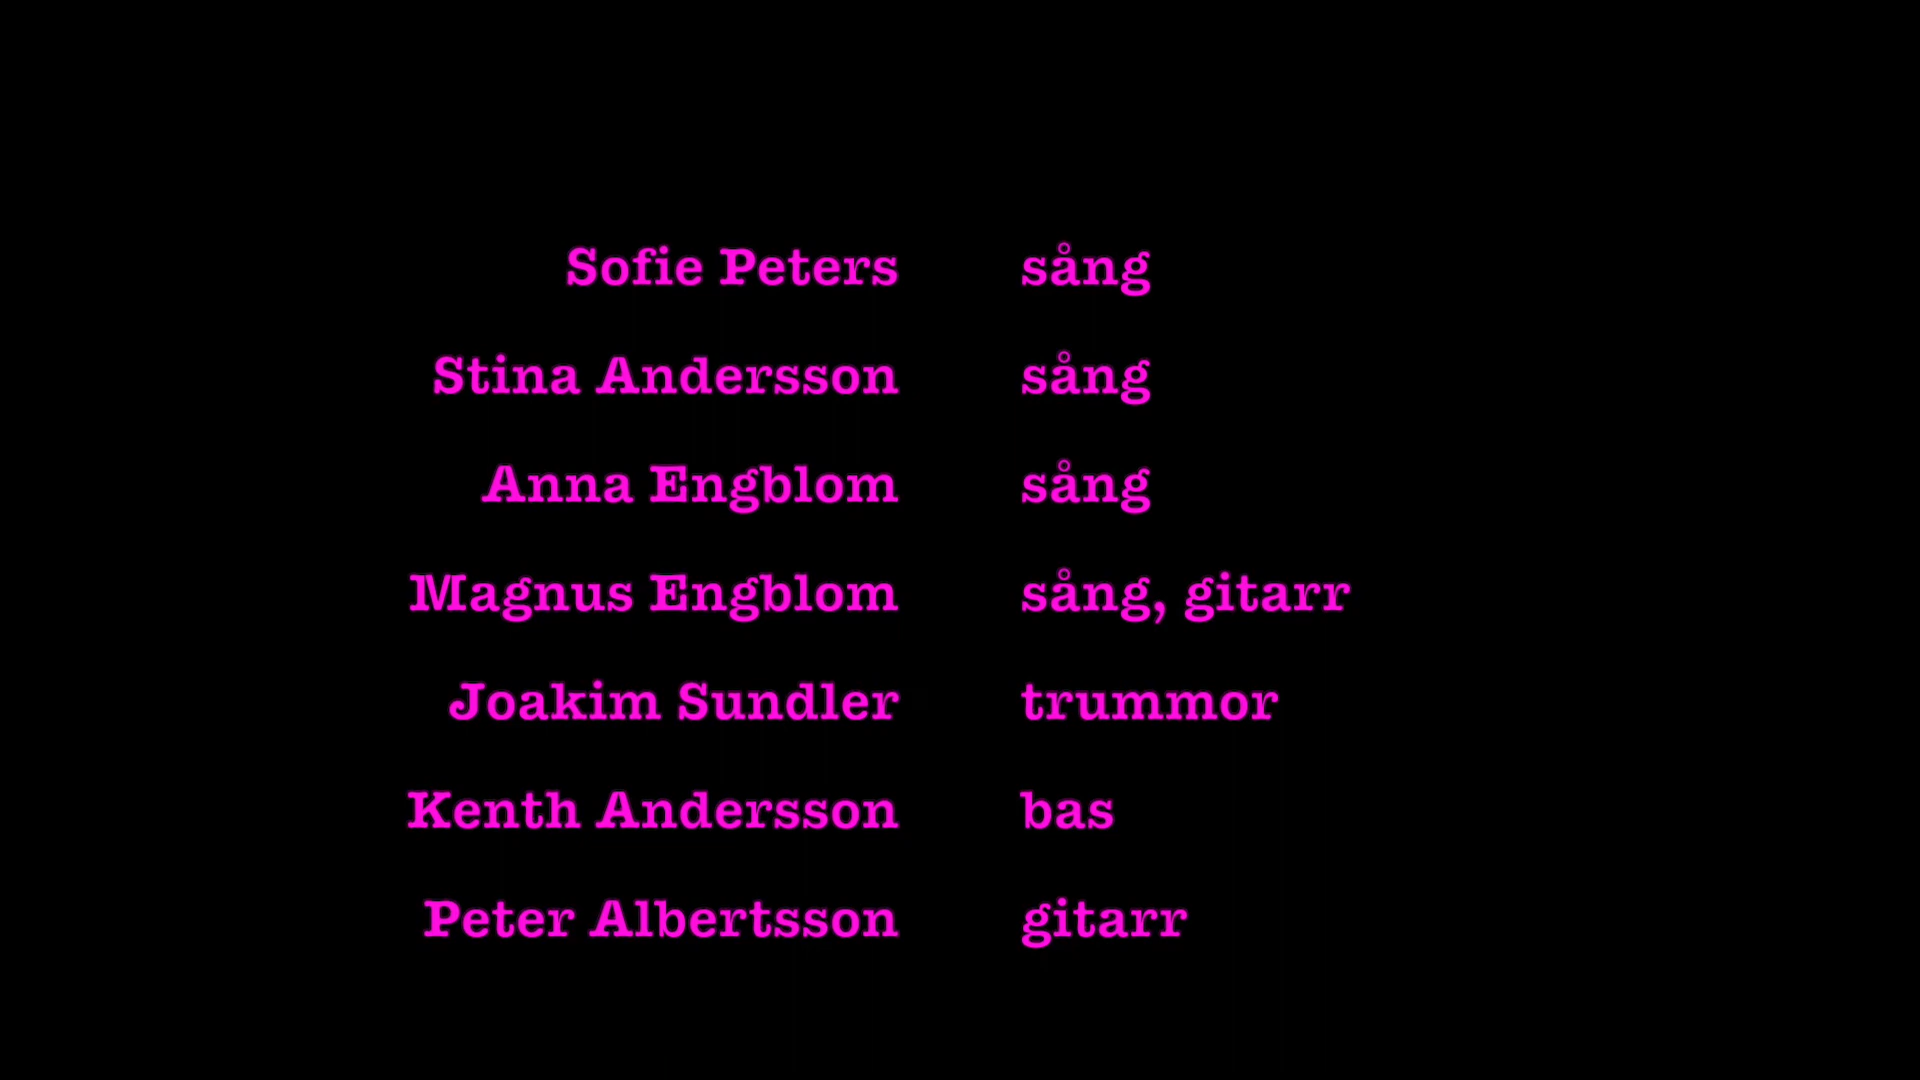 Sofie Peters sång
Stina Andersson sång
Anna Engblom sång
Magnus Engblom sång, gitarr
Joakim Sundler trummor
Kenth Andersson bas
Peter Albertsson gitarr